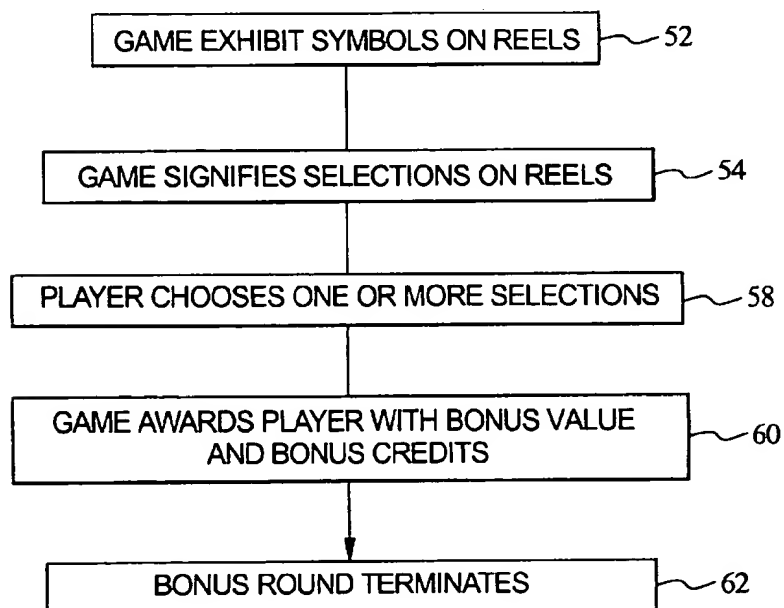 GAME EXHIBIT SYMBOLS ON REELS 52
GAME SIGNIFIES SELECTIONS ON REELS 54
PLAYER CHOOSES ONE OR MORE SELECTIONS 58
GAME AWARDS PLAYER WITH BONUS VALUE
AND BONUS CREDITS 60
BONUS ROUND TERMINATES 62